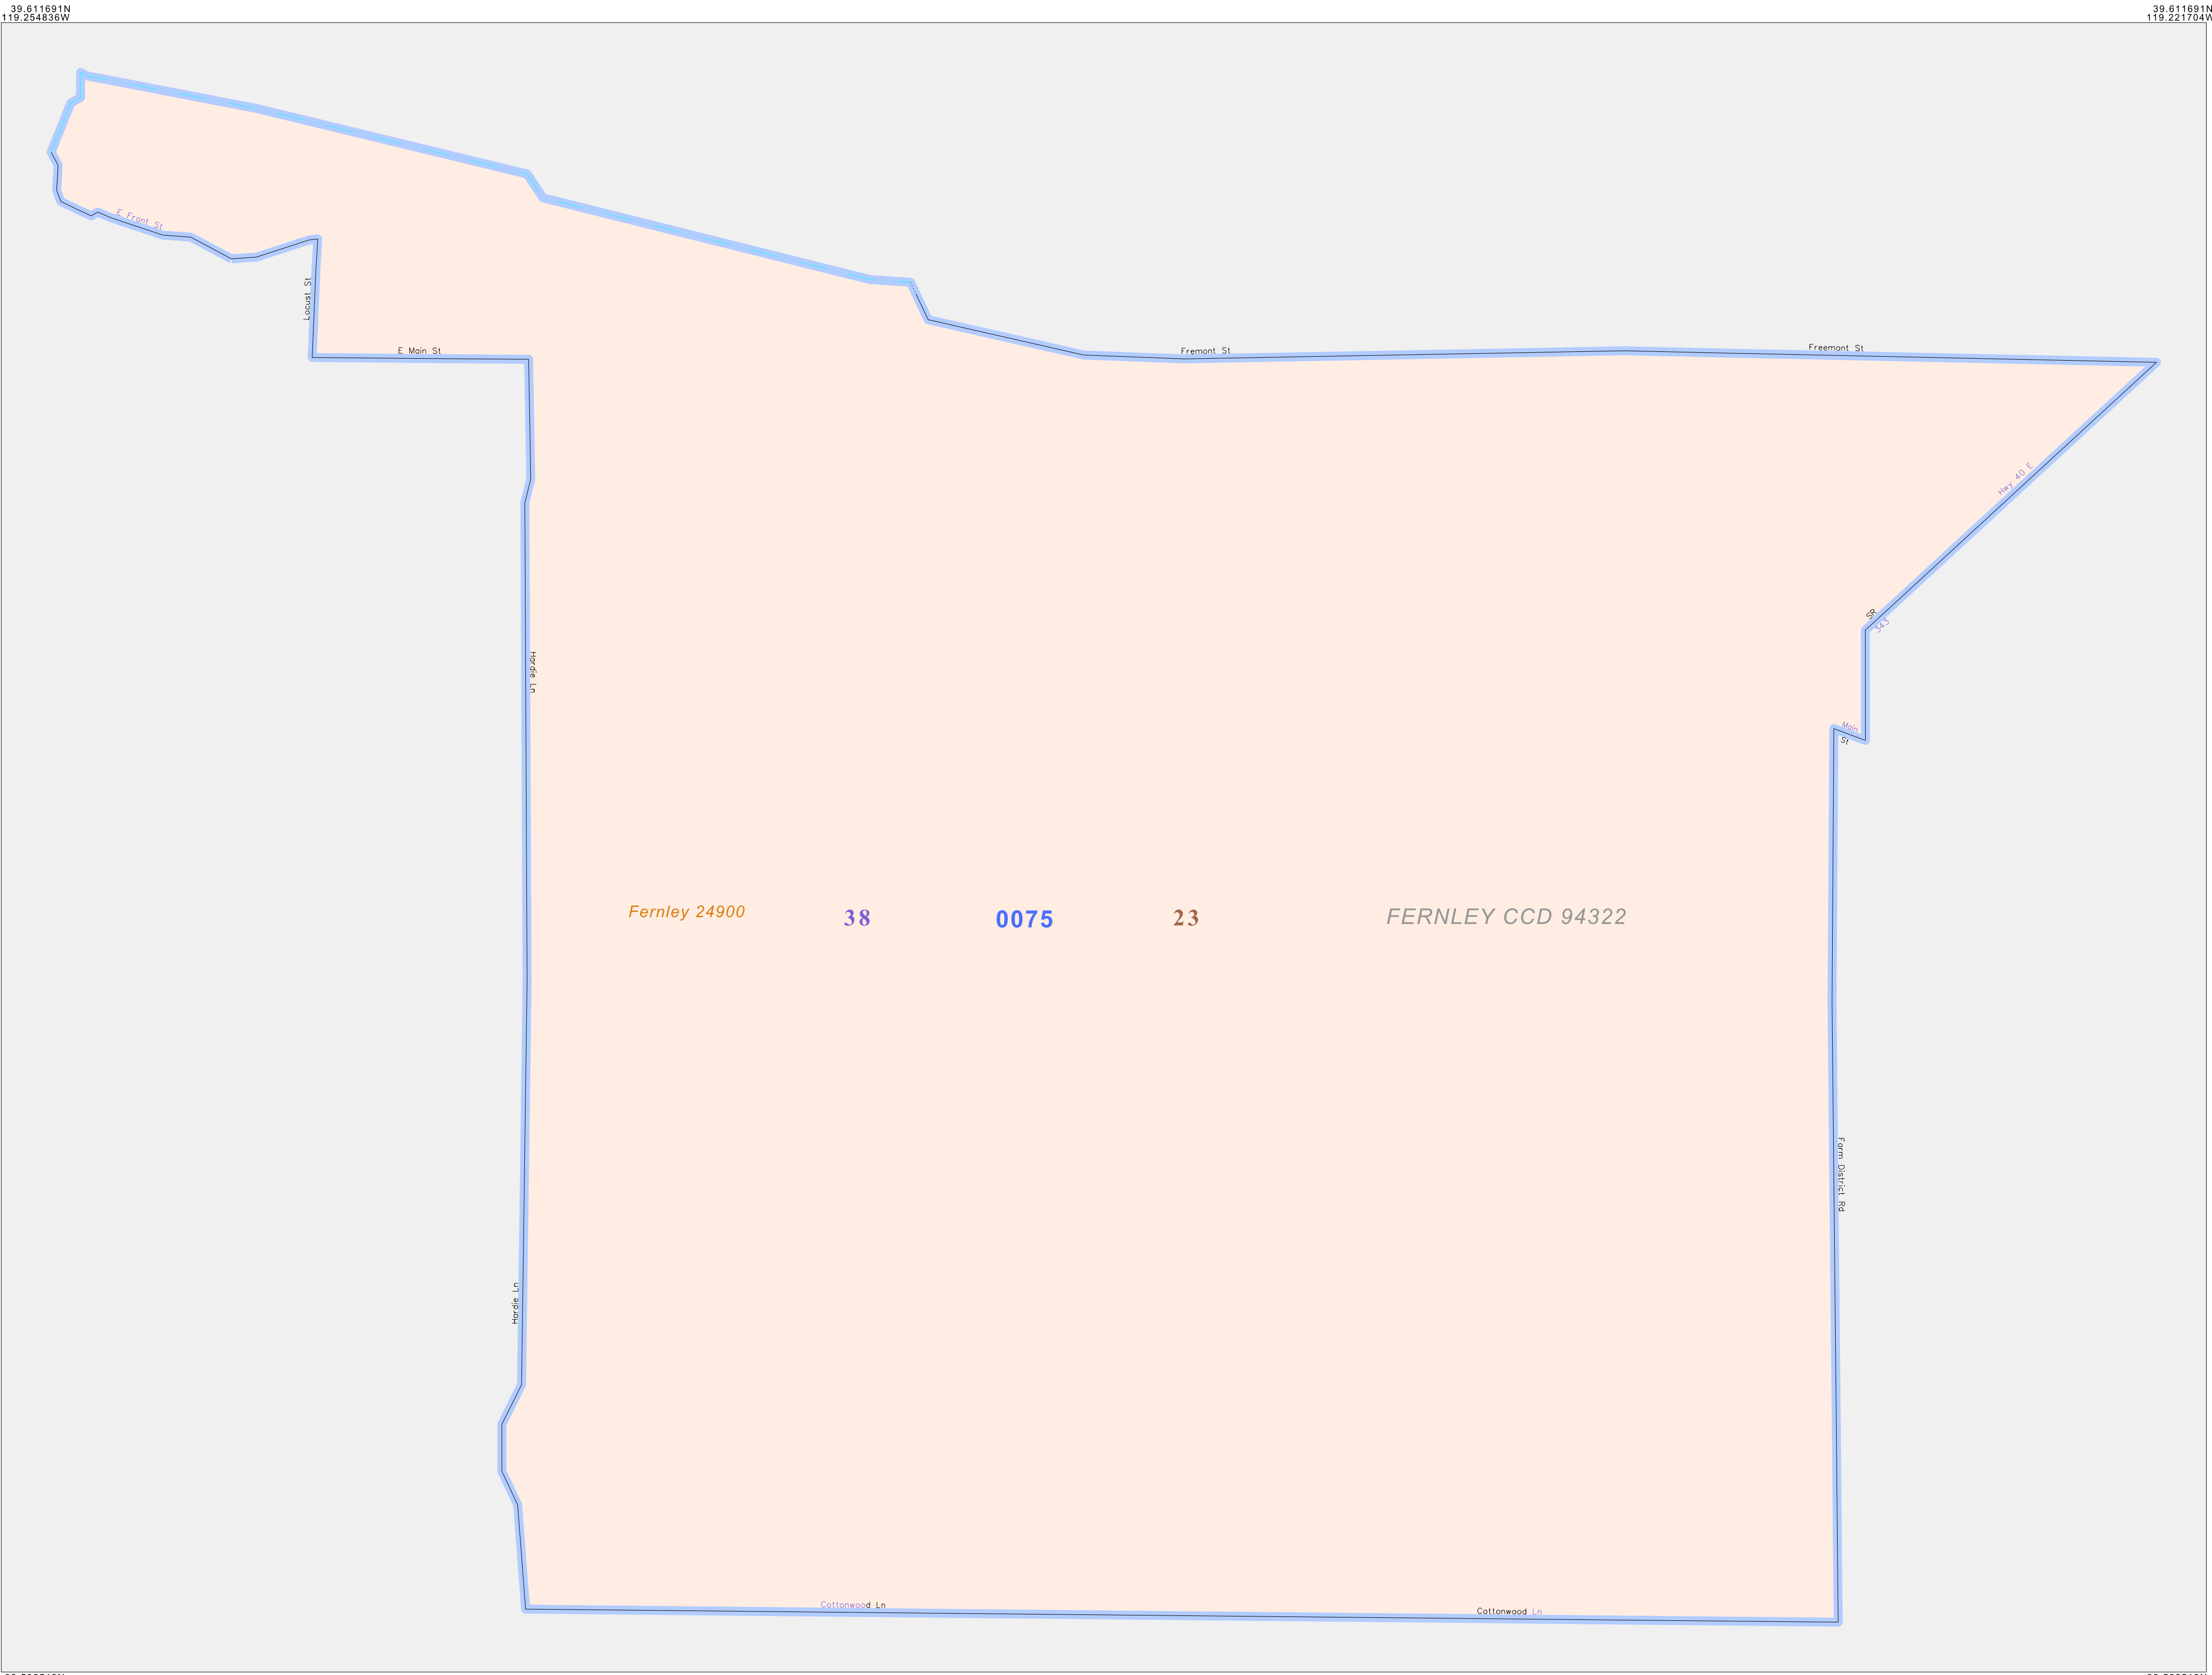 39.611691N
119.254836W
39.611691N
119.221704W
E Front St
Locust St
E Main St
Fremont St
Freemont St
Hwy 40 E
SR
343
Hardie Ln
Main
St
Fernley 24900
38
0075
23
FERNLEY CCD 94322
Farm District Rd
Hardie Ln
Cottonwood Ln
Cottonwood Ln